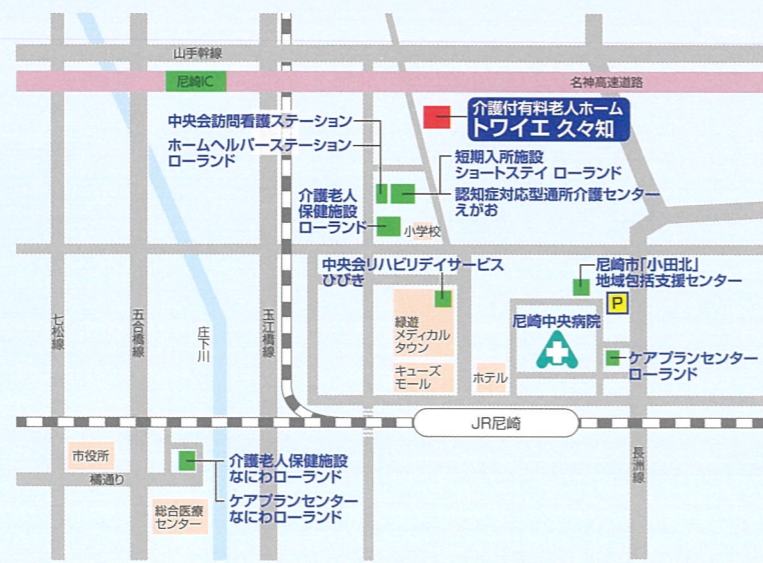 山手幹線
尼崎IC
名神高速道路
介護付有料老人ホーム
トワイエ 久々知
中央会訪問看護ステーション
ホームヘルパーステーション
ローランド
短期入所施設
ショートステイ ローランド
認知症対応型通所介護センター
えがお
介護老人
保健施設
ローランド
小学校
中央会リハビリデイサービス
ひびき
尼崎市「小田北」
地域包括支援センター
P
七松線
五合橋線
庄下川
玉江橋線
緑遊
メディカル
タウン
尼崎中央病院
キューズ
モール
ホテル
ケアプランセンター
ローランド
JR尼崎
長洲線
市役所
橘通り
介護老人保健施設
なにわローランド
ケアプランセンター
なにわローランド
総合医療
センター